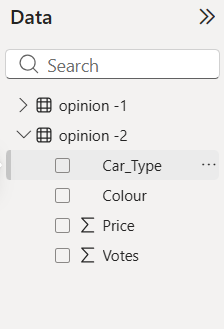 Data
Search
opinion -1
opinion -2
Car_Type ...
Colour
Σ Price
Σ Votes